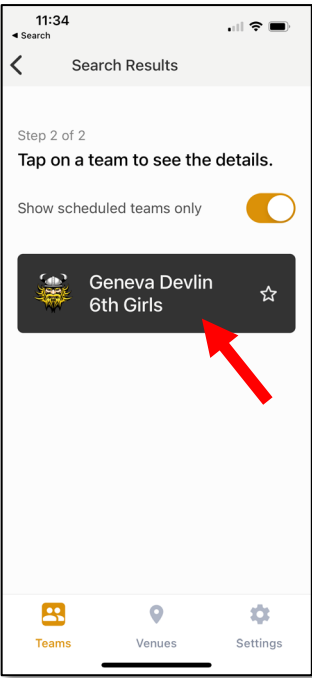 11:34
◀ Search
Search Results
Step 2 of 2
Tap on a team to see the details.
Show scheduled teams only
Geneva Devlin
6th Girls
Teams Venues Settings